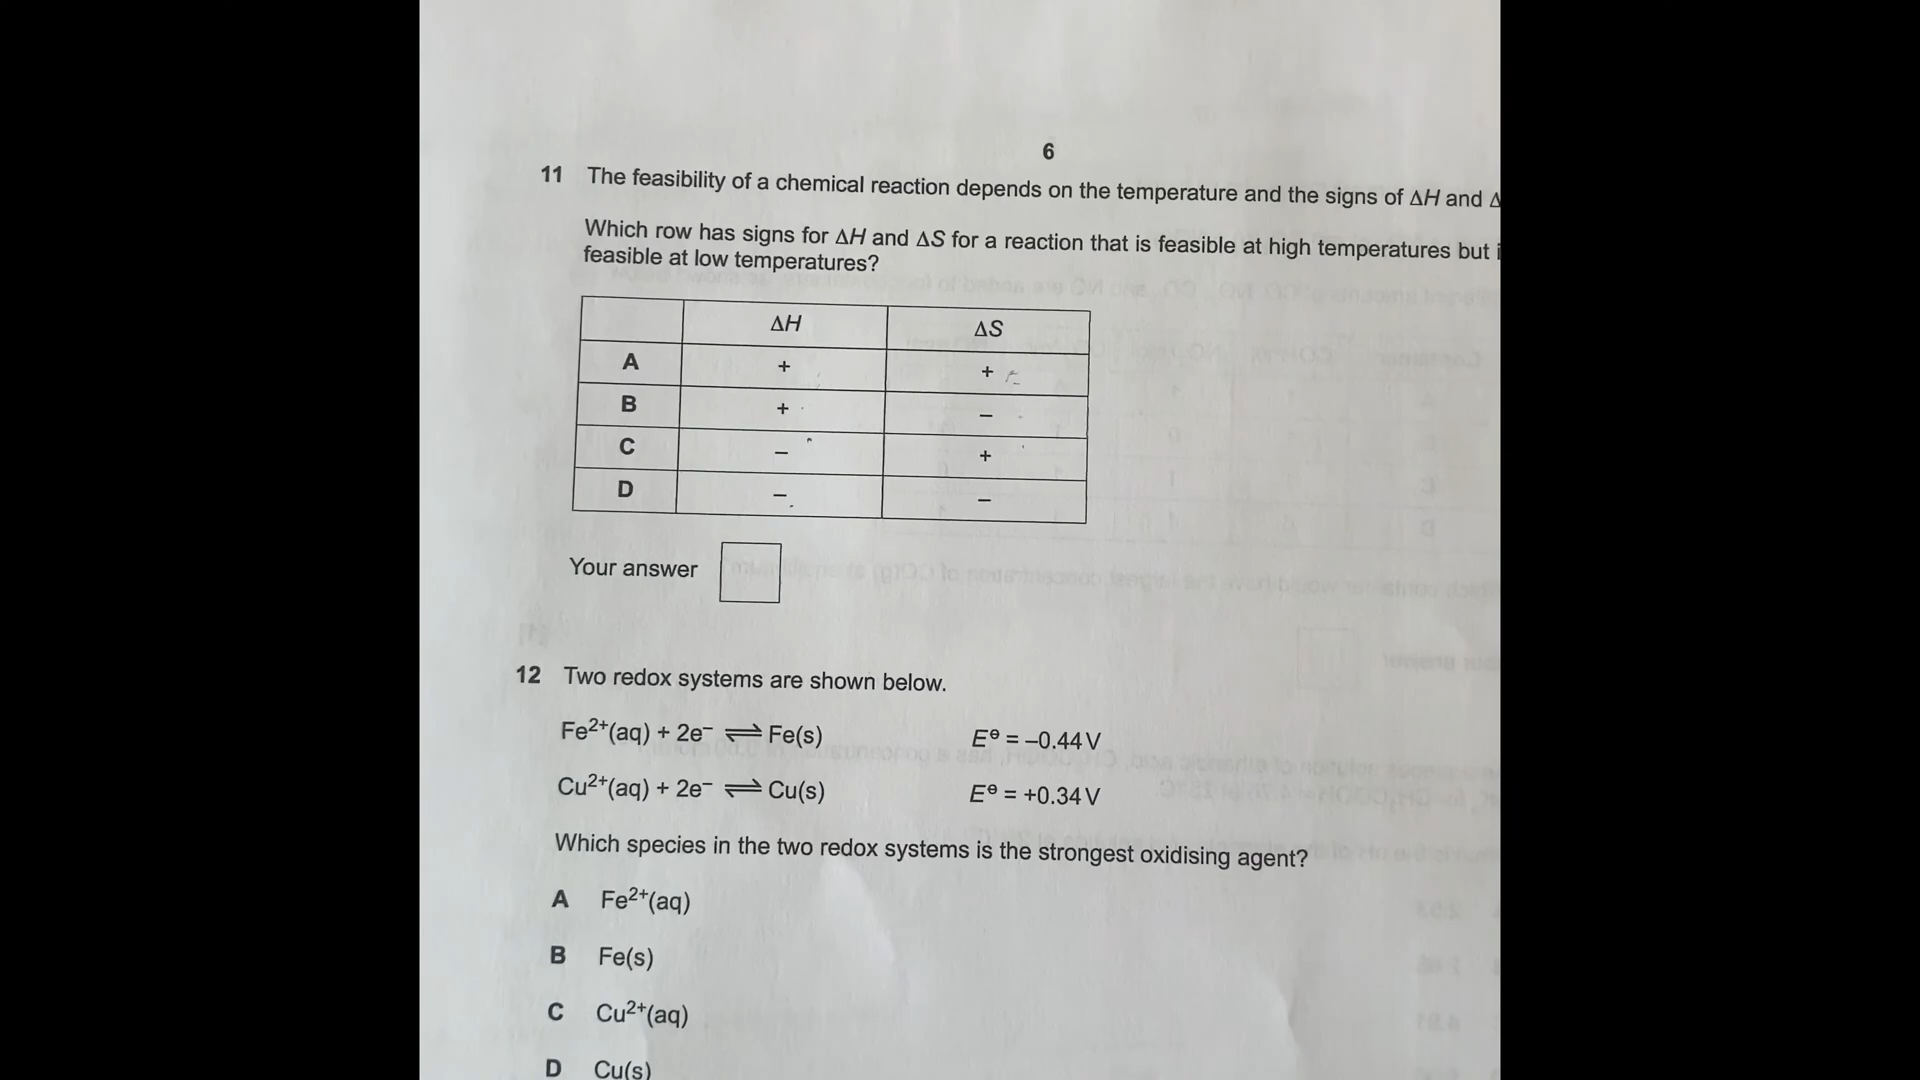 6
11 The feasibility of a chemical reaction depends on the temperature and the signs of ΔH and Δ
Which row has signs for ΔH and ΔS for a reaction that is feasible at high temperatures but i
feasible at low temperatures?
ΔH ΔS
A + +
B + –
C – +
D – –
Your answer
12 Two redox systems are shown below.
Fe²⁺(aq) + 2e⁻ ⇌ Fe(s) E⦵ = –0.44 V
Cu²⁺(aq) + 2e⁻ ⇌ Cu(s) E⦵ = +0.34 V
Which species in the two redox systems is the strongest oxidising agent?
A Fe²⁺(aq)
B Fe(s)
C Cu²⁺(aq)
D Cu(s)